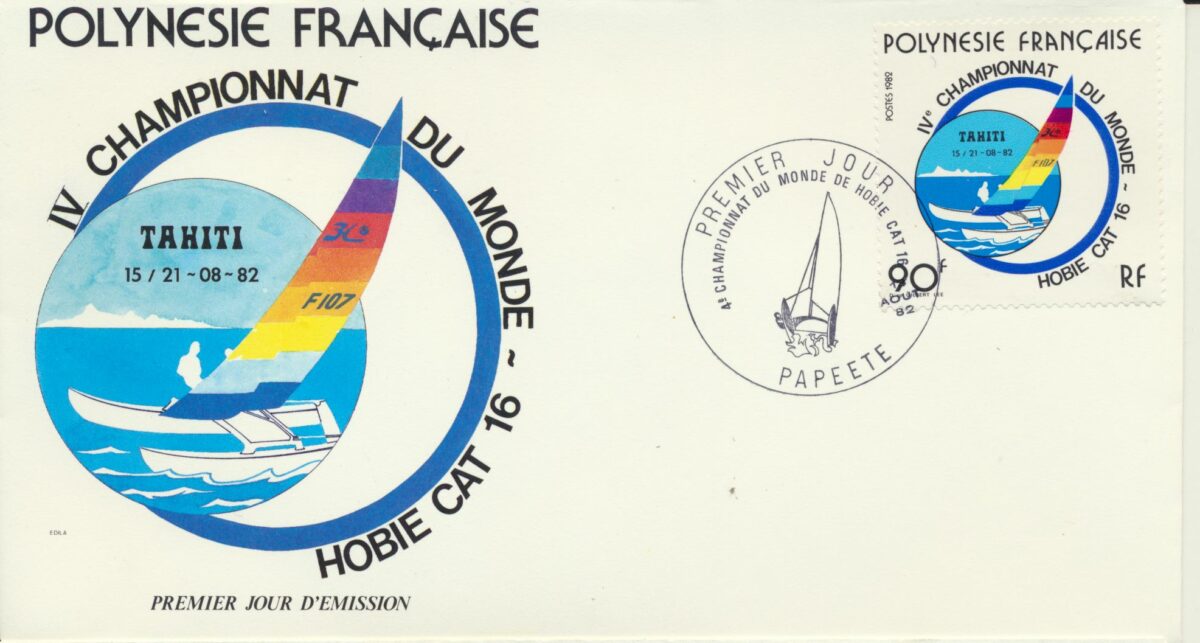 POLYNESIE FRANÇAISE
IV CHAMPIONNAT DU MONDE ~ HOBIE CAT 16
TAHITI
15 / 21 ~ 08 ~ 82
F107
EDILA
PREMIER JOUR D'EMISSION
PREMIER JOUR
4e CHAMPIONNAT DU MONDE DE HOBIE CAT 16
AOUT
82
PAPEETE
POLYNESIE FRANÇAISE
POSTES 1982
IVe CHAMPIONNAT DU MONDE ~ HOBIE CAT 16
TAHITI
15 / 21 - 08 - 82
F107
90F
RF